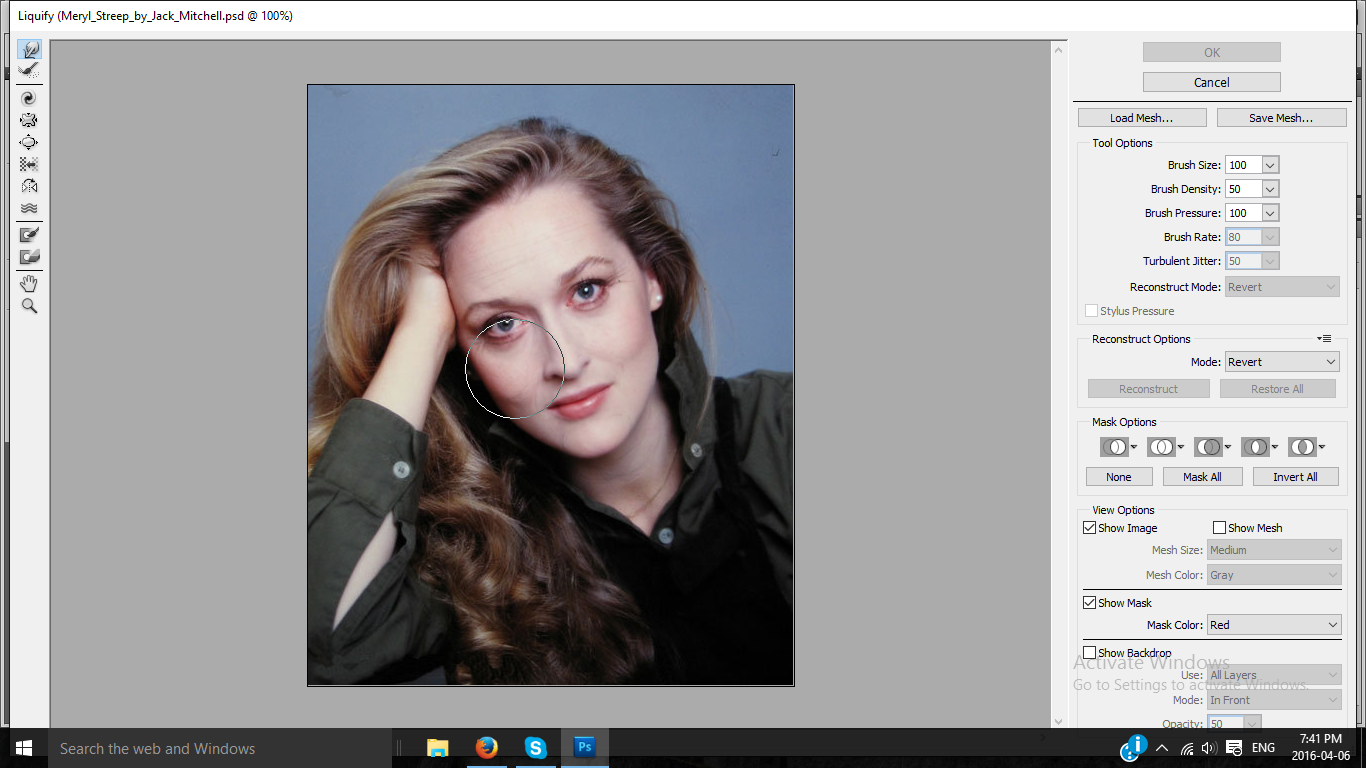 Liquify (Meryl_Streep_by_Jack_Mitchell.psd @ 100%)
OK
Cancel
Load Mesh... Save Mesh...
Tool Options
Brush Size: 100
Brush Density: 50
Brush Pressure: 100
Brush Rate: 80
Turbulent Jitter: 50
Reconstruct Mode: Revert
Stylus Pressure
Reconstruct Options
Mode: Revert
Reconstruct Restore All
Mask Options
None Mask All Invert All
View Options
Show Image Show Mesh
Mesh Size: Medium
Mesh Color: Gray
Show Mask
Mask Color: Red
Show Backdrop
Activate Windows
Use: All Layers
Go to Settings to activate Windows.
Mode: In Front
Opacity: 50
Search the web and Windows
Ps
ENG
7:41 PM
2016-04-06